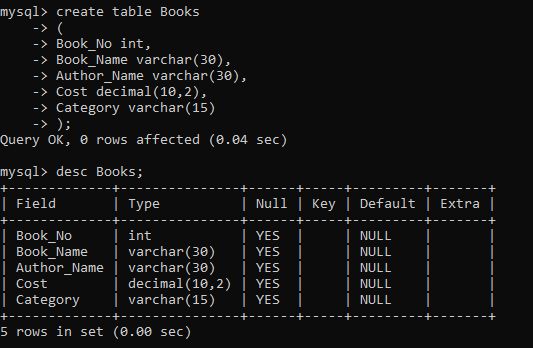 mysql> create table Books
    -> (
    -> Book_No int,
    -> Book_Name varchar(30),
    -> Author_Name varchar(30),
    -> Cost decimal(10,2),
    -> Category varchar(15)
    -> );
Query OK, 0 rows affected (0.04 sec)

mysql> desc Books;
+-------------+---------------+------+-----+---------+-------+
| Field       | Type          | Null | Key | Default | Extra |
+-------------+---------------+------+-----+---------+-------+
| Book_No     | int           | YES  |     | NULL    |       |
| Book_Name   | varchar(30)   | YES  |     | NULL    |       |
| Author_Name | varchar(30)   | YES  |     | NULL    |       |
| Cost        | decimal(10,2) | YES  |     | NULL    |       |
| Category    | varchar(15)   | YES  |     | NULL    |       |
+-------------+---------------+------+-----+---------+-------+
5 rows in set (0.00 sec)